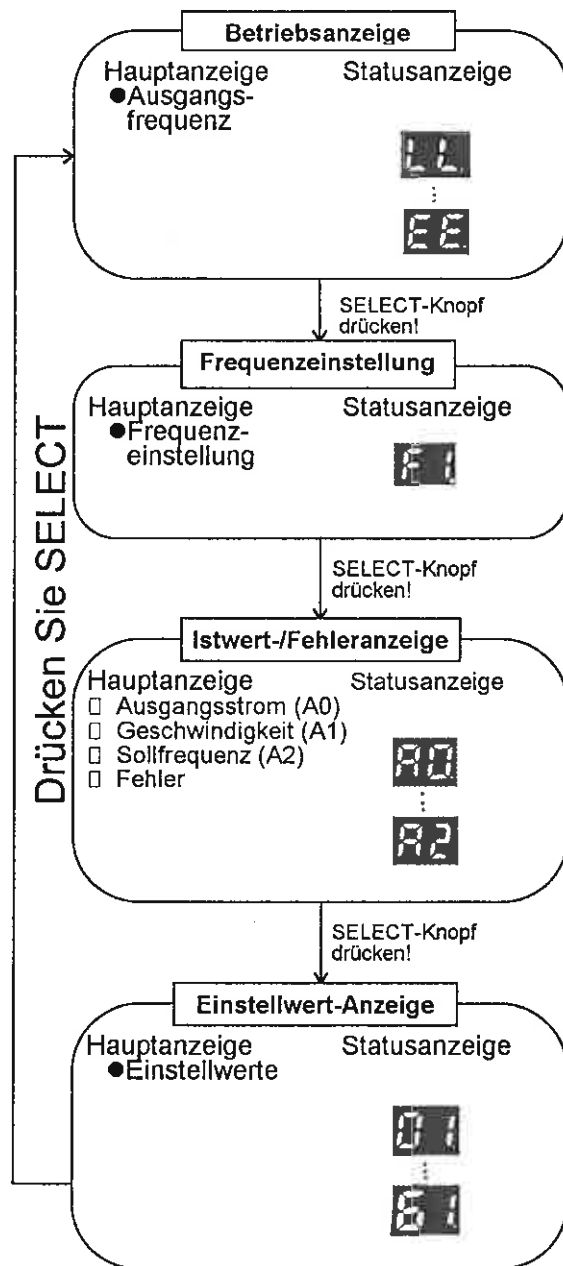 Betriebsanzeige
Hauptanzeige Statusanzeige
●Ausgangs-
frequenz
LL.
EE.
SELECT-Knopf
drücken!
Frequenzeinstellung
Hauptanzeige Statusanzeige
●Frequenz-
einstellung
F1.
SELECT-Knopf
drücken!
Istwert-/Fehleranzeige
Hauptanzeige Statusanzeige
▯ Ausgangsstrom (A0)
▯ Geschwindigkeit (A1)
▯ Sollfrequenz (A2)
▯ Fehler
A0
A2
SELECT-Knopf
drücken!
Einstellwert-Anzeige
Hauptanzeige Statusanzeige
●Einstellwerte
01
61.
Drücken Sie SELECT